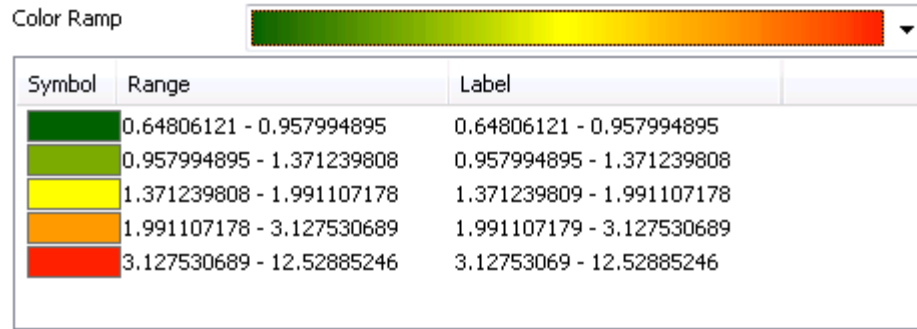 Color Ramp
Symbol Range Label
0.64806121 - 0.957994895 0.64806121 - 0.957994895
0.957994895 - 1.371239808 0.957994895 - 1.371239808
1.371239808 - 1.991107178 1.371239809 - 1.991107178
1.991107178 - 3.127530689 1.991107179 - 3.127530689
3.127530689 - 12.52885246 3.12753069 - 12.52885246